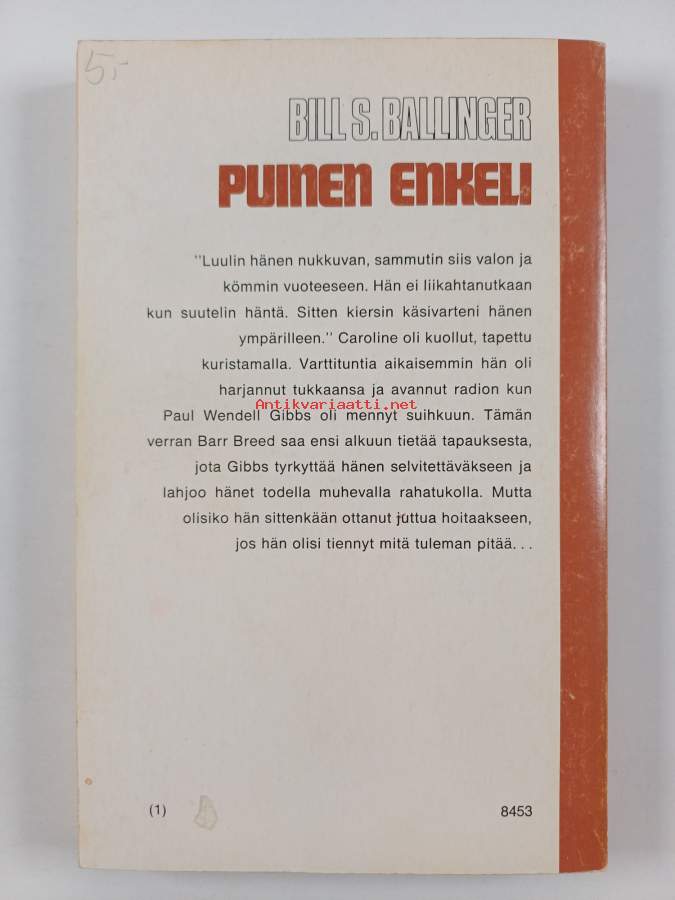 5,-
BILL S. BALLINGER
PUINEN ENKELI
"Luulin hänen nukkuvan, sammutin siis valon ja
kömmin vuoteeseen. Hän ei liikahtanutkaan
kun suutelin häntä. Sitten kiersin käsivarteni hänen
ympärilleen." Caroline oli kuollut, tapettu
kuristamalla. Varttituntia aikaisemmin hän oli
harjannut tukkaansa ja avannut radion kun
Antikvariaatti.net
Paul Wendell Gibbs oli mennyt suihkuun. Tämän
verran Barr Breed saa ensi alkuun tietää tapauksesta,
jota Gibbs tyrkyttää hänen selvitettäväkseen ja
lahjoo hänet todella muhevalla rahatukolla. Mutta
olisiko hän sittenkään ottanut juttua hoitaakseen,
jos hän olisi tiennyt mitä tuleman pitää...
(1)
8453